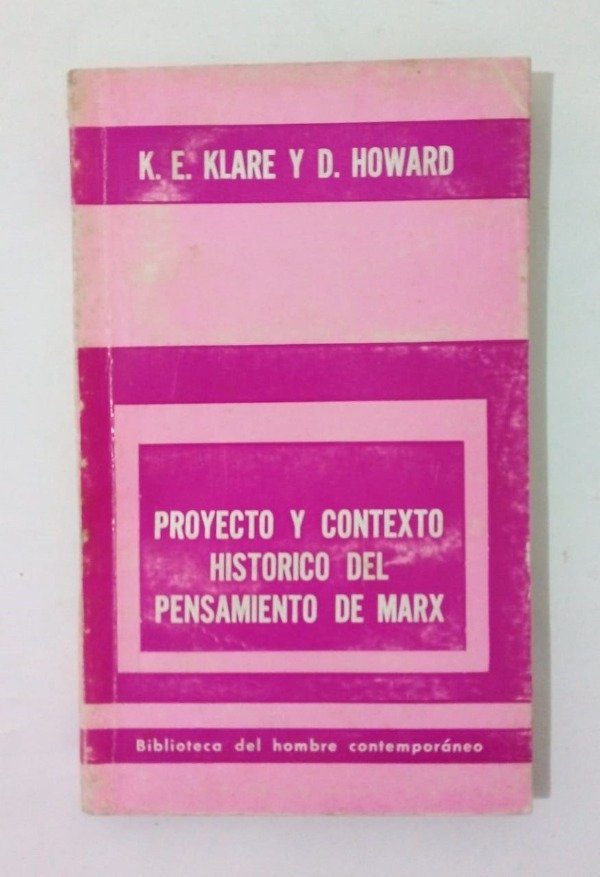 K. E. KLARE Y D. HOWARD
PROYECTO Y CONTEXTO
HISTORICO DEL
PENSAMIENTO DE MARX
Biblioteca del hombre contemporáneo